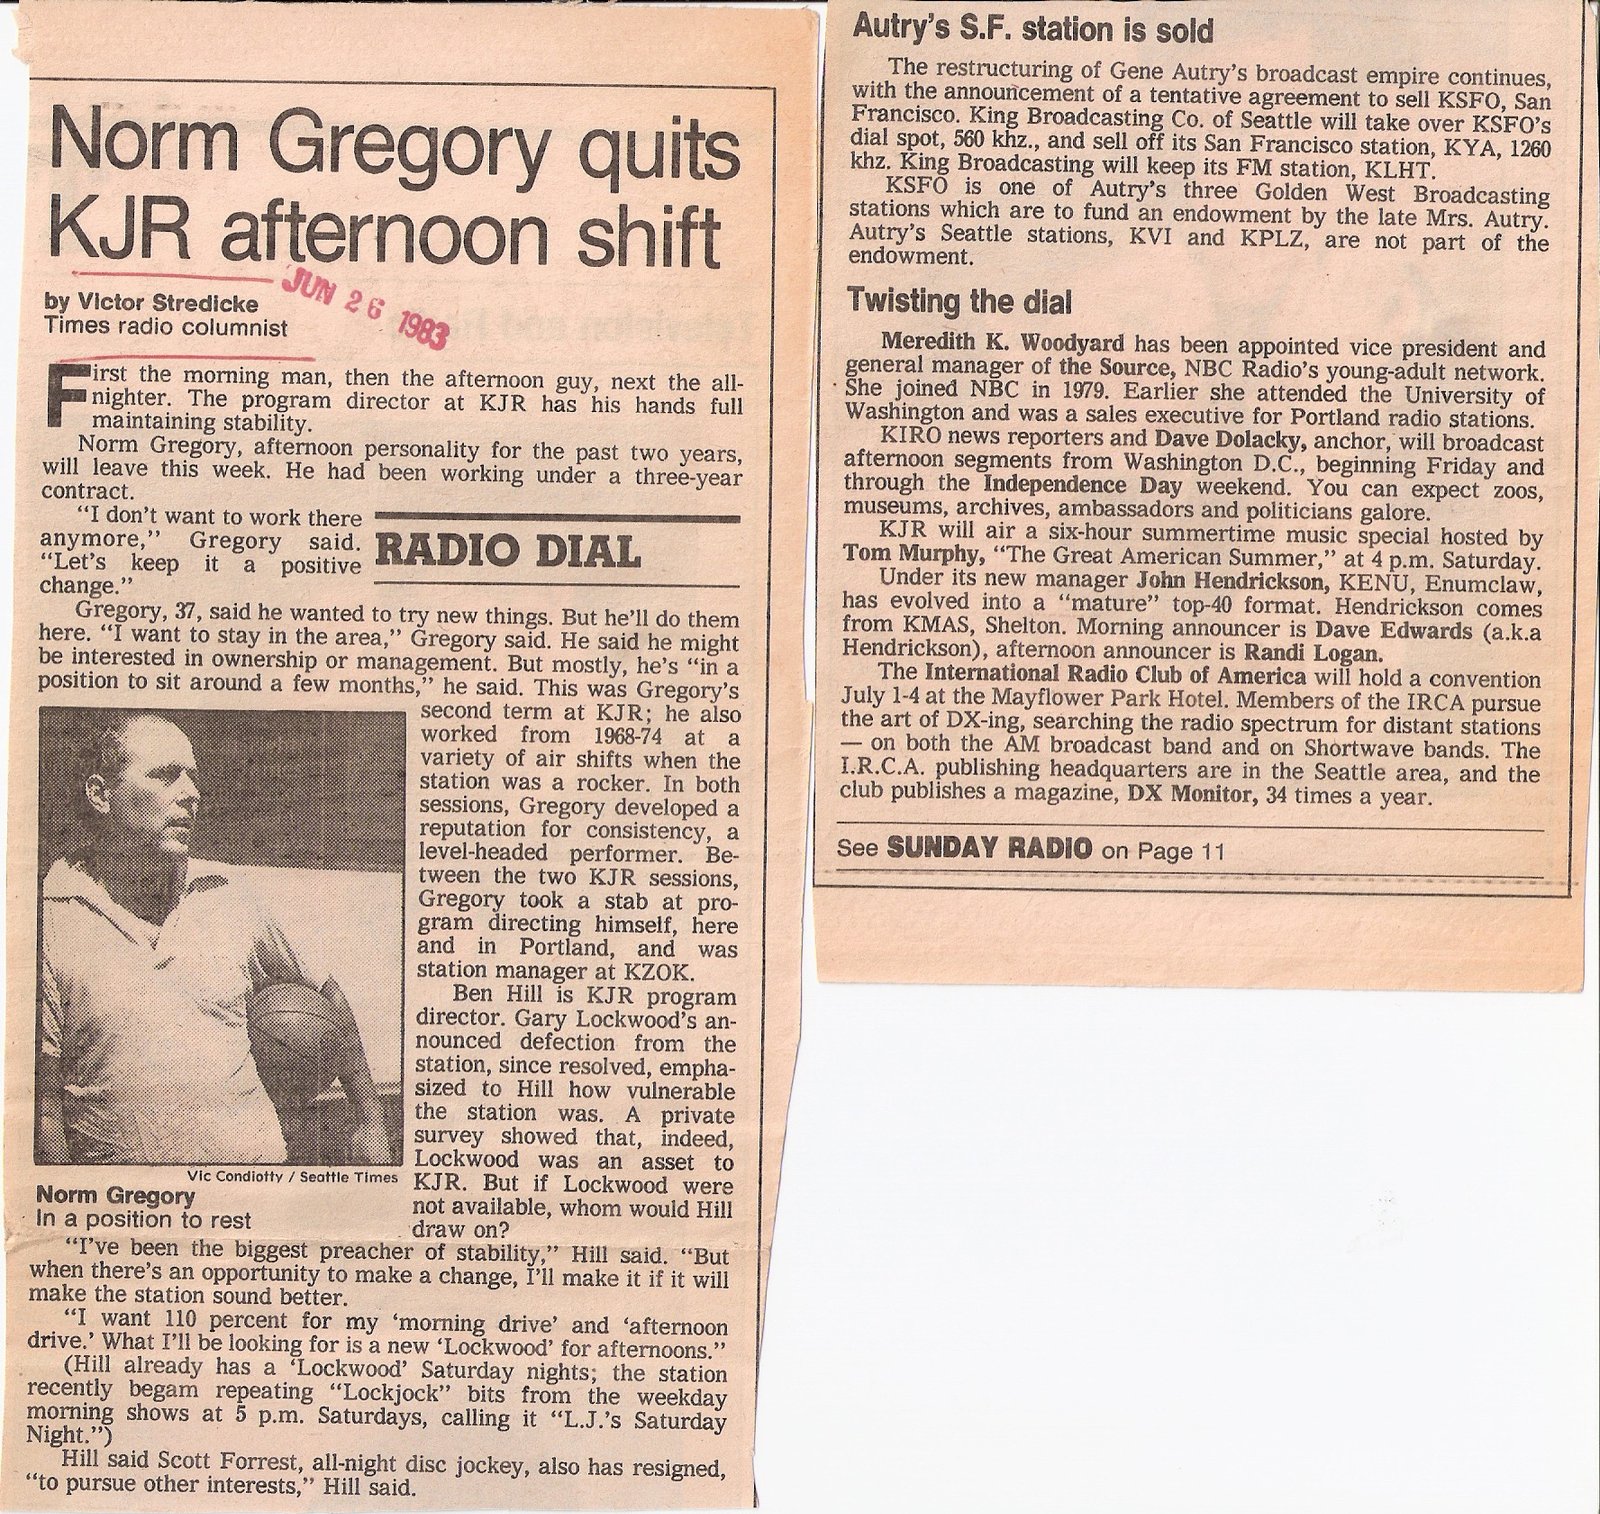 Norm Gregory quits
KJR afternoon shift
JUN 26 1983
by Victor Stredicke
Times radio columnist
First the morning man, then the afternoon guy, next the all-
nighter. The program director at KJR has his hands full
maintaining stability.
Norm Gregory, afternoon personality for the past two years,
will leave this week. He had been working under a three-year
contract.
"I don't want to work there
anymore," Gregory said.
"Let's keep it a positive
change."
RADIO DIAL
Gregory, 37, said he wanted to try new things. But he'll do them
here. "I want to stay in the area," Gregory said. He said he might
be interested in ownership or management. But mostly, he's "in a
position to sit around a few months," he said. This was Gregory's
second term at KJR; he also
worked from 1968-74 at a
variety of air shifts when the
station was a rocker. In both
sessions, Gregory developed a
reputation for consistency, a
level-headed performer. Be-
tween the two KJR sessions,
Gregory took a stab at pro-
gram directing himself, here
and in Portland, and was
station manager at KZOK.
Ben Hill is KJR program
director. Gary Lockwood's an-
nounced defection from the
station, since resolved, empha-
sized to Hill how vulnerable
the station was. A private
survey showed that, indeed,
Lockwood was an asset to
KJR. But if Lockwood were
not available, whom would Hill
draw on?
Vic Condiotty / Seattle Times
Norm Gregory
In a position to rest
"I've been the biggest preacher of stability," Hill said. "But
when there's an opportunity to make a change, I'll make it if it will
make the station sound better.
"I want 110 percent for my 'morning drive' and 'afternoon
drive.' What I'll be looking for is a new 'Lockwood' for afternoons."
(Hill already has a 'Lockwood' Saturday nights; the station
recently begam repeating "Lockjock" bits from the weekday
morning shows at 5 p.m. Saturdays, calling it "L.J.'s Saturday
Night.")
Hill said Scott Forrest, all-night disc jockey, also has resigned,
"to pursue other interests," Hill said.
Autry's S.F. station is sold
The restructuring of Gene Autry's broadcast empire continues,
with the announcement of a tentative agreement to sell KSFO, San
Francisco. King Broadcasting Co. of Seattle will take over KSFO's
dial spot, 560 khz., and sell off its San Francisco station, KYA, 1260
khz. King Broadcasting will keep its FM station, KLHT.
KSFO is one of Autry's three Golden West Broadcasting
stations which are to fund an endowment by the late Mrs. Autry.
Autry's Seattle stations, KVI and KPLZ, are not part of the
endowment.
Twisting the dial
Meredith K. Woodyard has been appointed vice president and
general manager of the Source, NBC Radio's young-adult network.
She joined NBC in 1979. Earlier she attended the University of
Washington and was a sales executive for Portland radio stations.
KIRO news reporters and Dave Dolacky, anchor, will broadcast
afternoon segments from Washington D.C., beginning Friday and
through the Independence Day weekend. You can expect zoos,
museums, archives, ambassadors and politicians galore.
KJR will air a six-hour summertime music special hosted by
Tom Murphy, "The Great American Summer," at 4 p.m. Saturday.
Under its new manager John Hendrickson, KENU, Enumclaw,
has evolved into a "mature" top-40 format. Hendrickson comes
from KMAS, Shelton. Morning announcer is Dave Edwards (a.k.a
Hendrickson), afternoon announcer is Randi Logan.
The International Radio Club of America will hold a convention
July 1-4 at the Mayflower Park Hotel. Members of the IRCA pursue
the art of DX-ing, searching the radio spectrum for distant stations
— on both the AM broadcast band and on Shortwave bands. The
I.R.C.A. publishing headquarters are in the Seattle area, and the
club publishes a magazine, DX Monitor, 34 times a year.
See SUNDAY RADIO on Page 11